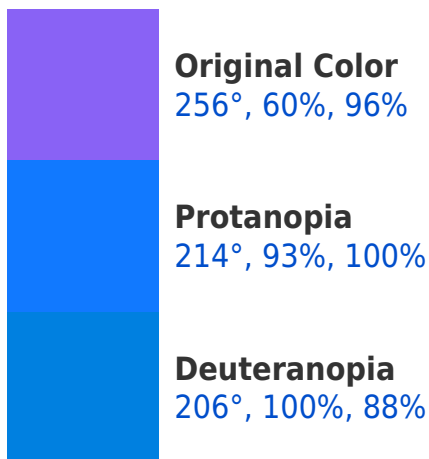 Original Color
256°, 60%, 96%
Protanopia
214°, 93%, 100%
Deuteranopia
206°, 100%, 88%